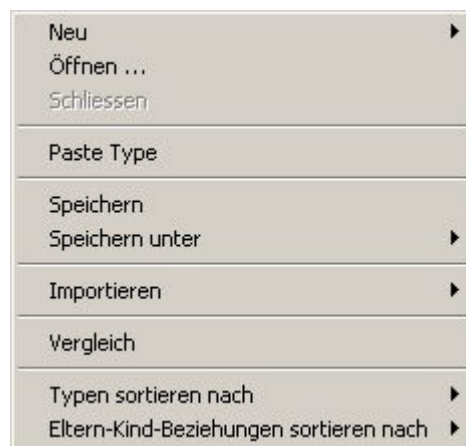 Neu
Öffnen ...
Schliessen
Paste Type
Speichern
Speichern unter
Importieren
Vergleich
Typen sortieren nach
Eltern-Kind-Beziehungen sortieren nach